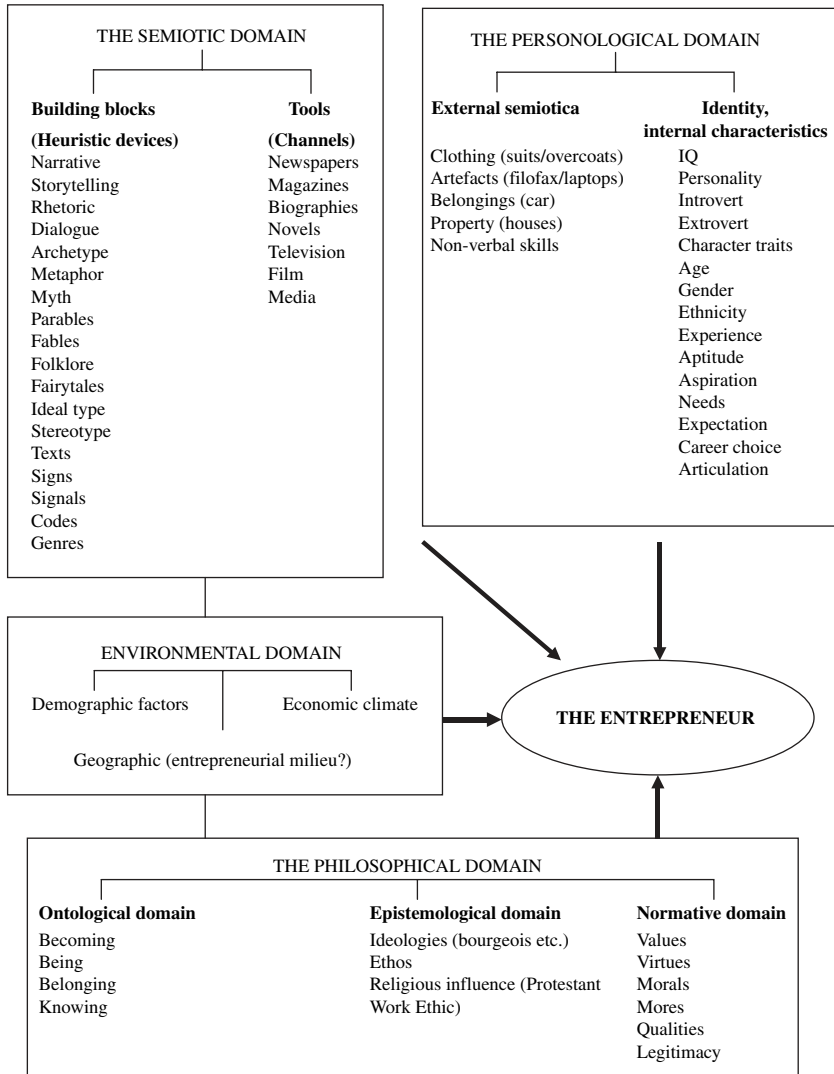 THE SEMIOTIC DOMAIN
Building blocks
(Heuristic devices)
Narrative
Storytelling
Rhetoric
Dialogue
Archetype
Metaphor
Myth
Parables
Fables
Folklore
Fairytales
Ideal type
Stereotype
Texts
Signs
Signals
Codes
Genres
Tools
(Channels)
Newspapers
Magazines
Biographies
Novels
Television
Film
Media
THE PERSONOLOGICAL DOMAIN
External semiotica
Clothing (suits/overcoats)
Artefacts (filofax/laptops)
Belongings (car)
Property (houses)
Non-verbal skills
Identity,
internal characteristics
IQ
Personality
Introvert
Extrovert
Character traits
Age
Gender
Ethnicity
Experience
Aptitude
Aspiration
Needs
Expectation
Career choice
Articulation
ENVIRONMENTAL DOMAIN
Demographic factors
Economic climate
Geographic (entrepreneurial milieu?)
THE ENTREPRENEUR
THE PHILOSOPHICAL DOMAIN
Ontological domain
Becoming
Being
Belonging
Knowing
Epistemological domain
Ideologies (bourgeois etc.)
Ethos
Religious influence (Protestant
Work Ethic)
Normative domain
Values
Virtues
Morals
Mores
Qualities
Legitimacy